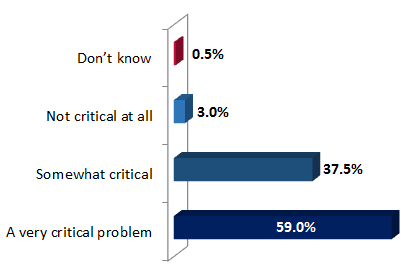 Don’t know 0.5%
Not critical at all 3.0%
Somewhat critical 37.5%
A very critical problem 59.0%